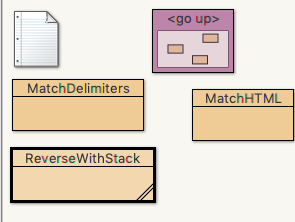 <go up>
MatchDelimiters
MatchHTML
ReverseWithStack